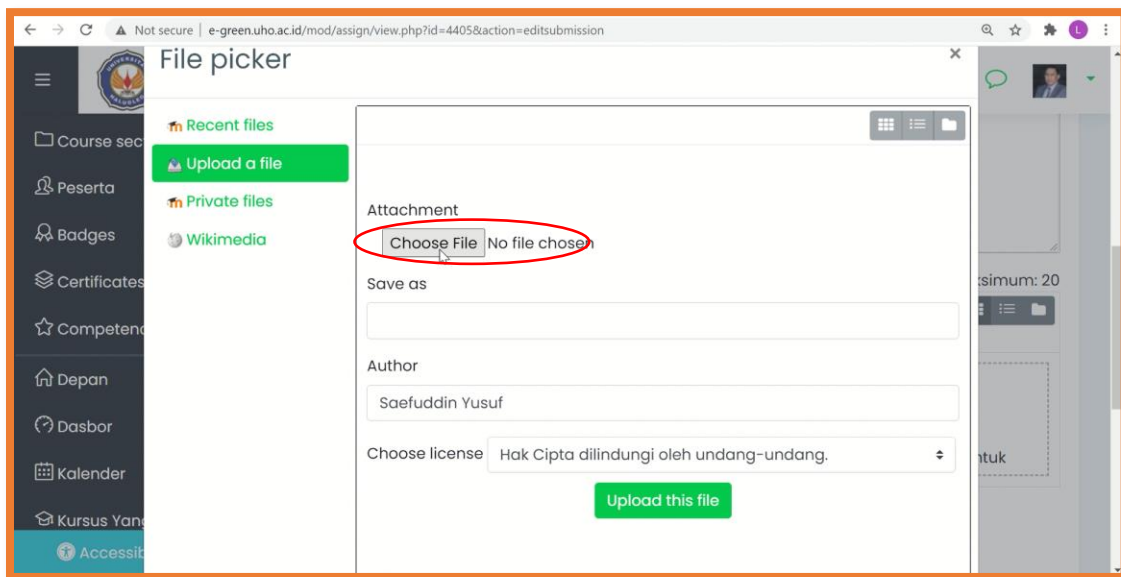 Not secure | e-green.uho.ac.id/mod/assign/view.php?id=4405&action=editsubmission
L
File picker
×
Course sec
Peserta
Badges
Certificates
Competenc
Depan
Dasbor
Kalender
Kursus Yang
Accessib
Recent files
Upload a file
Private files
Wikimedia
Attachment
Choose File No file chosen
Save as
Author
Saefuddin Yusuf
Choose license Hak Cipta dilindungi oleh undang-undang.
Upload this file
ksimum: 20
ntuk